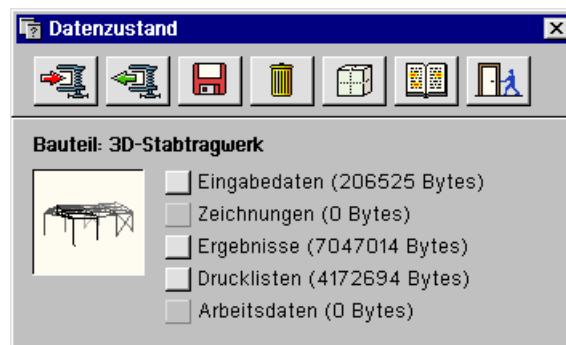 Datenzustand
Bauteil: 3D-Stabtragwerk
Eingabedaten (206525 Bytes)
Zeichnungen (0 Bytes)
Ergebnisse (7047014 Bytes)
Drucklisten (4172694 Bytes)
Arbeitsdaten (0 Bytes)